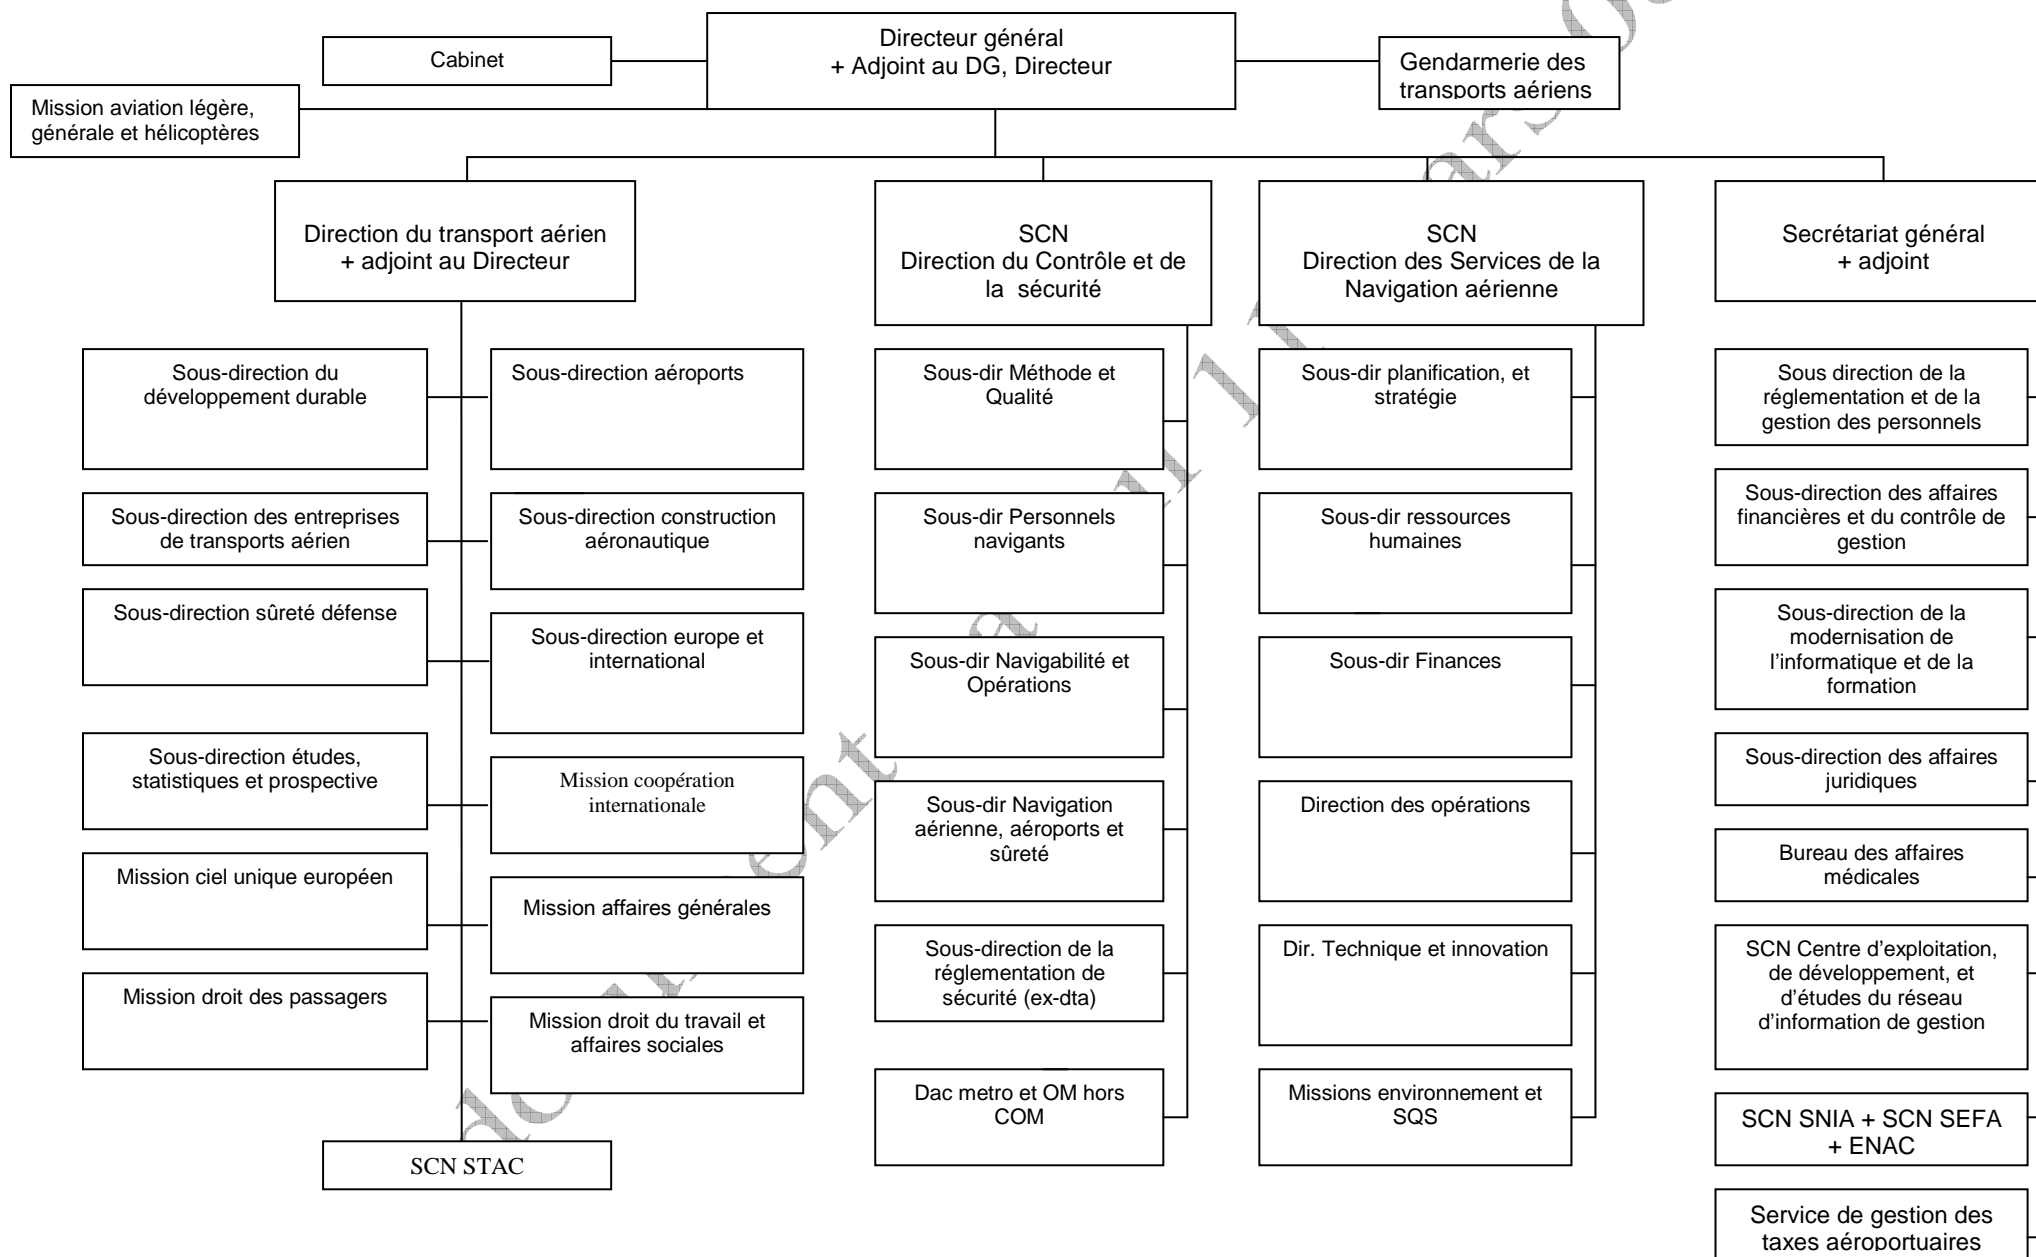 Cabinet
Directeur général
+ Adjoint au DG, Directeur
Gendarmerie des
transports aériens
Mission aviation légère,
générale et hélicoptères
Direction du transport aérien
+ adjoint au Directeur
SCN
Direction du Contrôle et de
la sécurité
SCN
Direction des Services de la
Navigation aérienne
Secrétariat général
+ adjoint
Sous-direction du
développement durable
Sous-direction des entreprises
de transports aérien
Sous-direction sûreté défense
Sous-direction études,
statistiques et prospective
Mission ciel unique européen
Mission droit des passagers
Sous-direction aéroports
Sous-direction construction
aéronautique
Sous-direction europe et
international
Mission coopération
internationale
Mission affaires générales
Mission droit du travail et
affaires sociales
SCN STAC
Sous-dir Méthode et
Qualité
Sous-dir Personnels
navigants
Sous-dir Navigabilité et
Opérations
Sous-dir Navigation
aérienne, aéroports et
sûreté
Sous-direction de la
réglementation de
sécurité (ex-dta)
Dac metro et OM hors
COM
Sous-dir planification, et
stratégie
Sous-dir ressources
humaines
Sous-dir Finances
Direction des opérations
Dir. Technique et innovation
Missions environnement et
SQS
Sous direction de la
réglementation et de la
gestion des personnels
Sous-direction des affaires
financières et du contrôle de
gestion
Sous-direction de la
modernisation de
l'informatique et de la
formation
Sous-direction des affaires
juridiques
Bureau des affaires
médicales
SCN Centre d'exploitation,
de développement, et
d'études du réseau
d'information de gestion
SCN SNIA + SCN SEFA
+ ENAC
Service de gestion des
taxes aéroportuaires